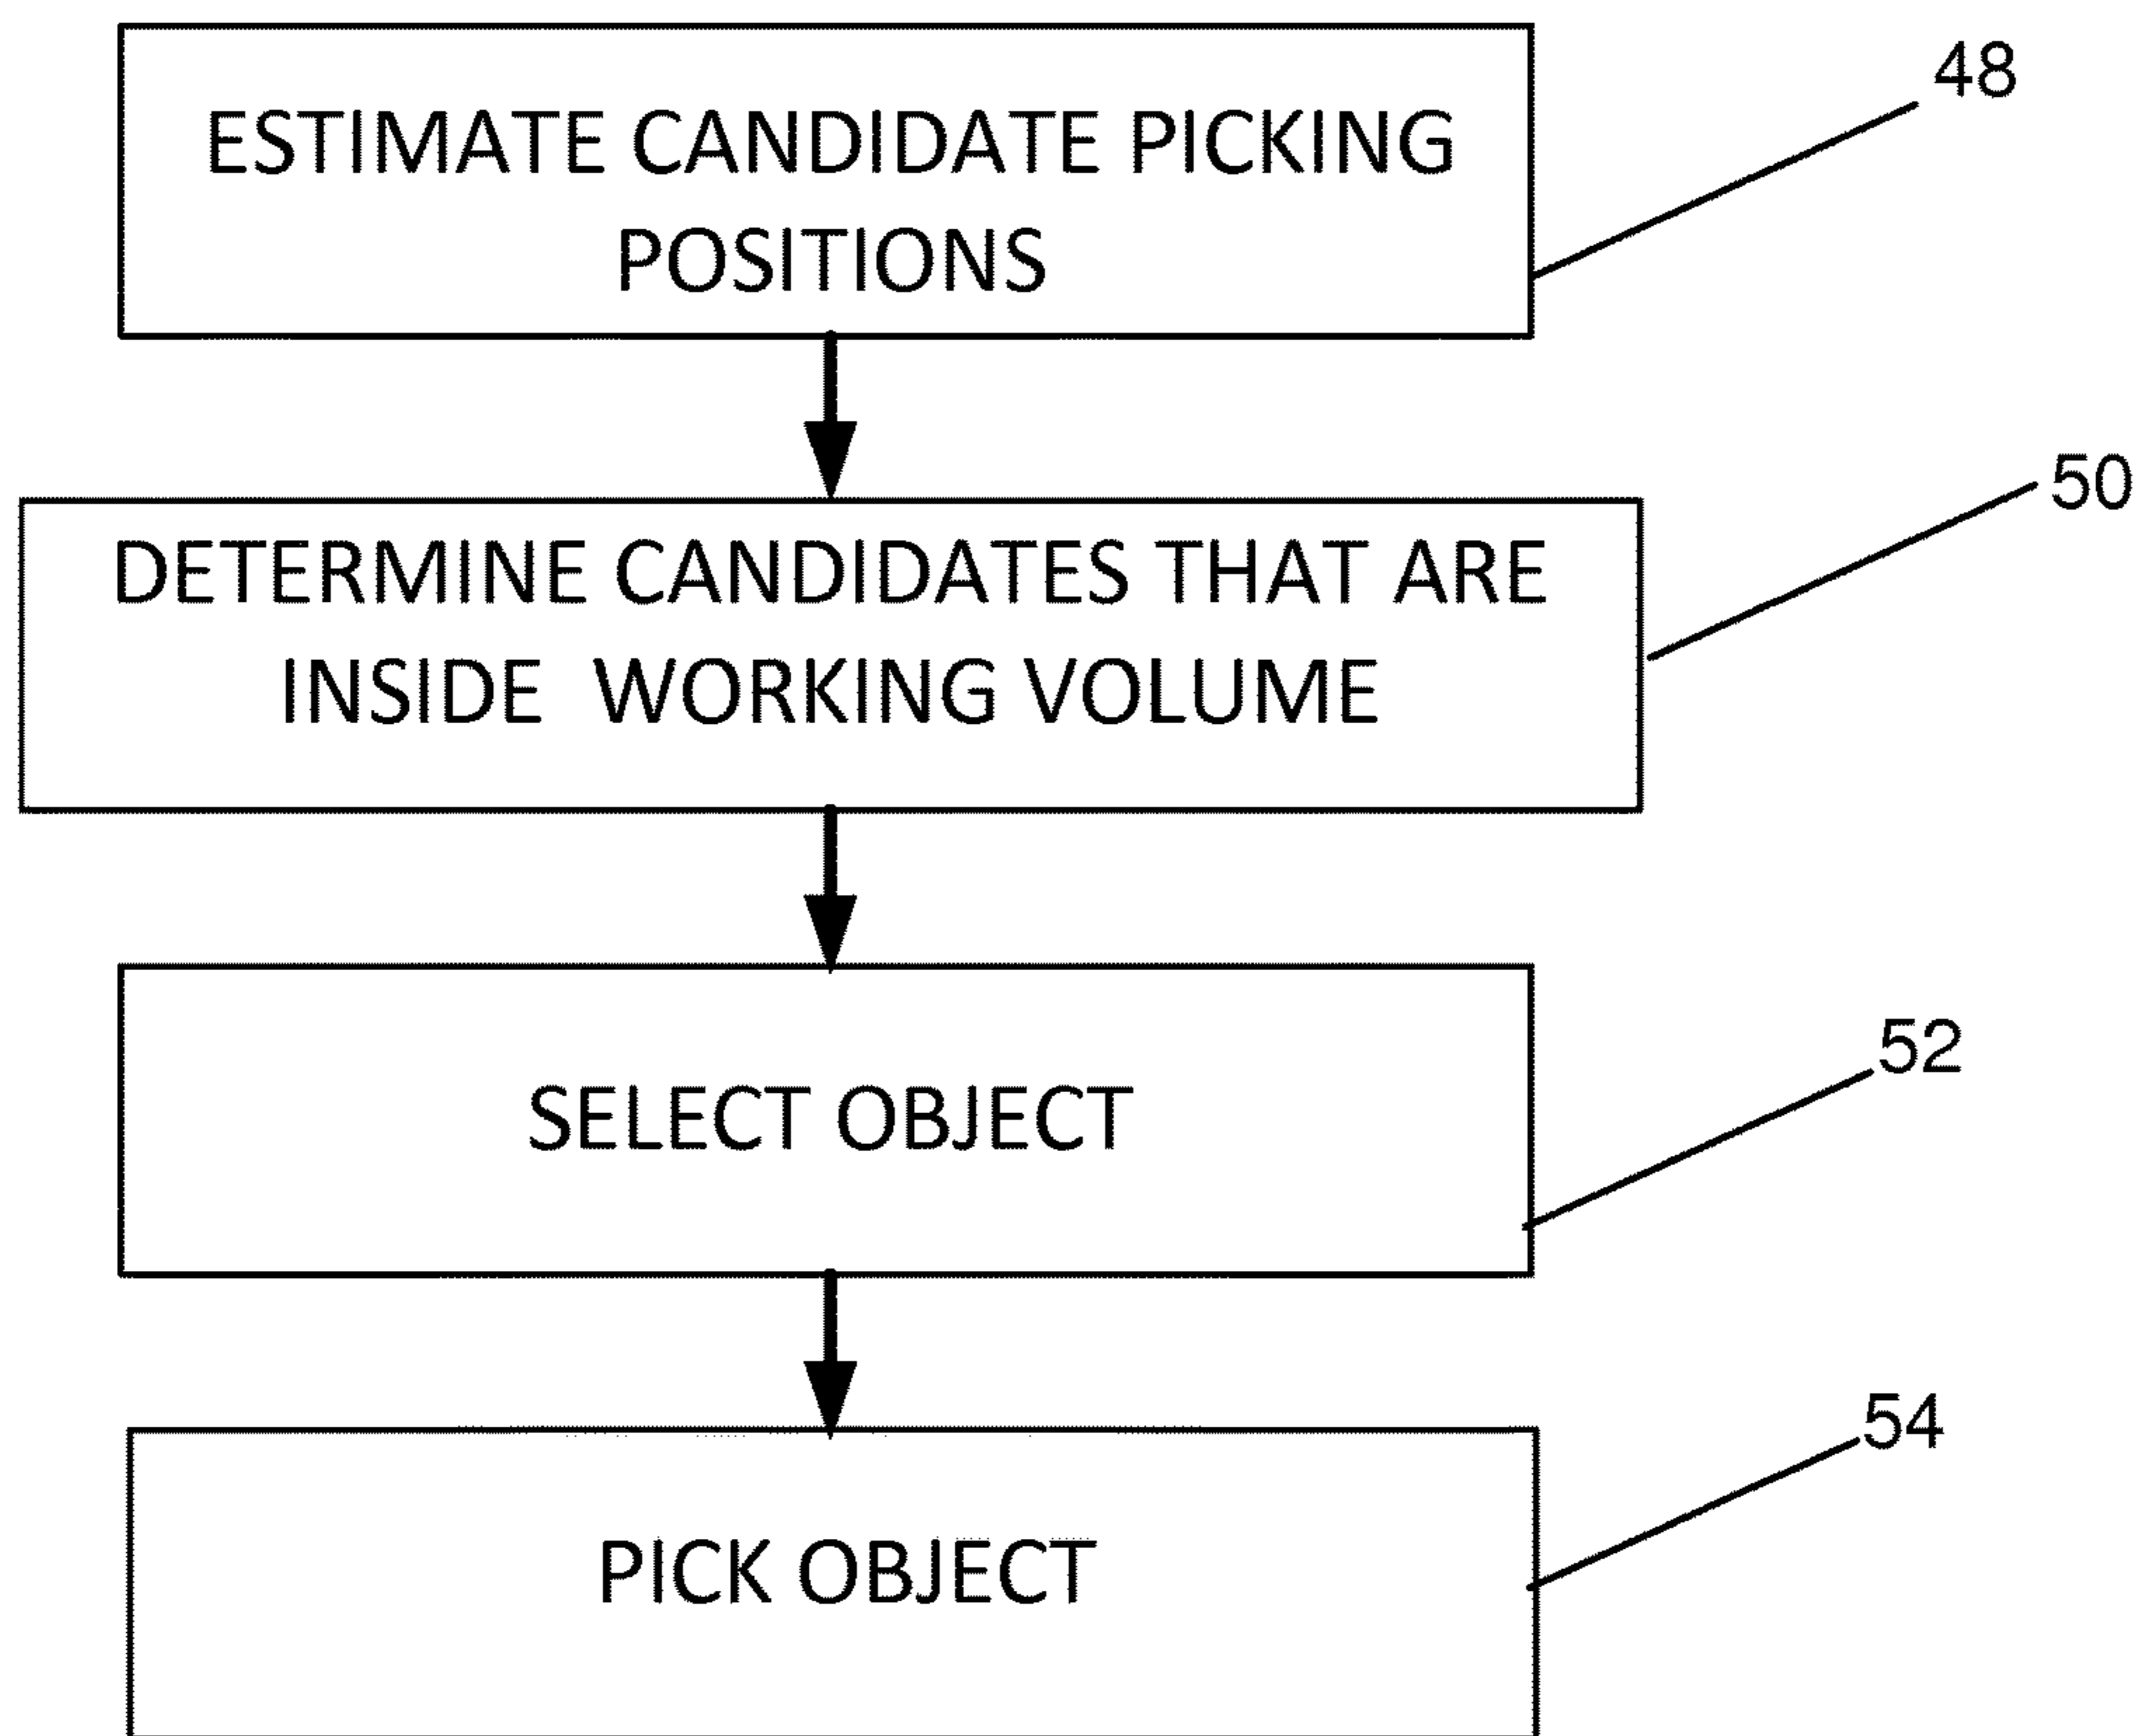 48
ESTIMATE CANDIDATE PICKING
POSITIONS
50
DETERMINE CANDIDATES THAT ARE
INSIDE WORKING VOLUME
52
SELECT OBJECT
54
PICK OBJECT